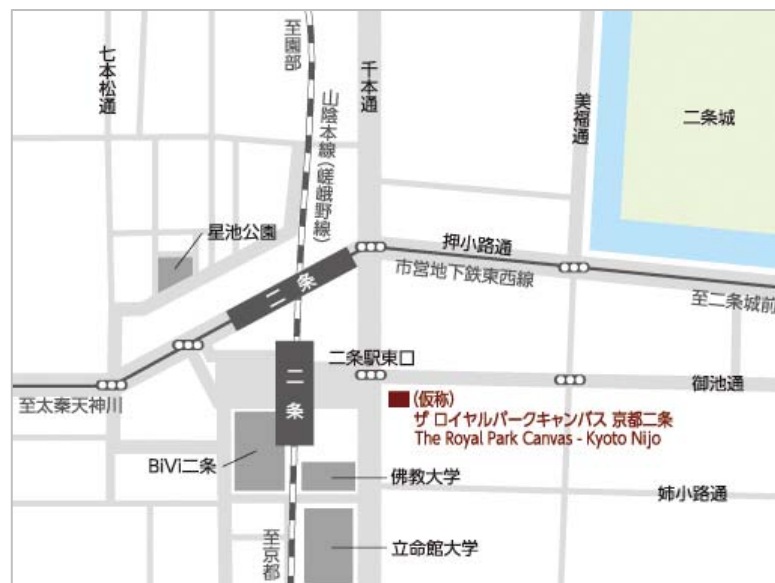 七本松通
至園部
山陰本線(嵯峨野線)
千本通
美福通
二条城
星池公園
押小路通
市営地下鉄東西線
至二条城前
二条
二条駅東口
二条
御池通
至太秦天神川
(仮称)
ザ ロイヤルパークキャンバス 京都二条
The Royal Park Canvas - Kyoto Nijo
BiVi二条
佛教大学
姉小路通
至京都
立命館大学